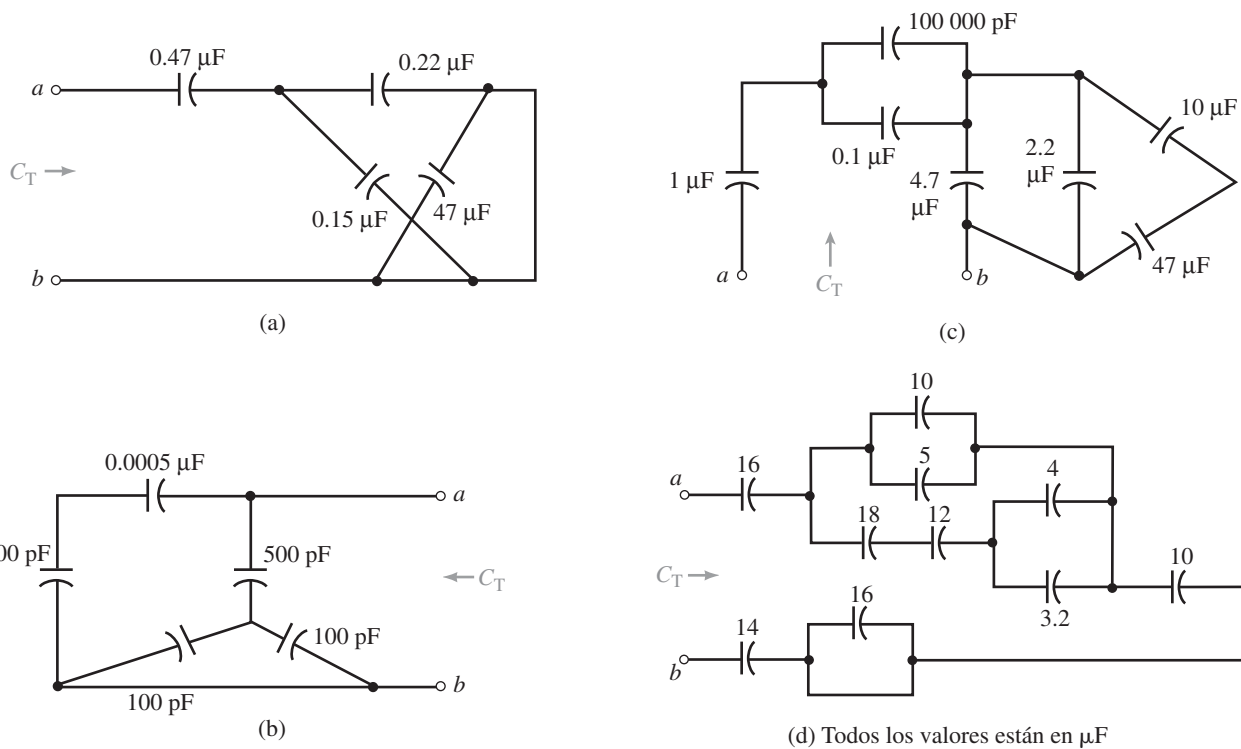 0.47 μF
0.22 μF
a
C_T
0.15 μF
47 μF
b
(a)
100 000 pF
0.1 μF
1 μF
4.7
μF
2.2
μF
10 μF
47 μF
a
C_T
b
(c)
0.0005 μF
a
00 pF
500 pF
C_T
100 pF
100 pF
b
(b)
10
5
16
a
4
18
12
C_T
10
3.2
16
14
b
(d) Todos los valores están en μF